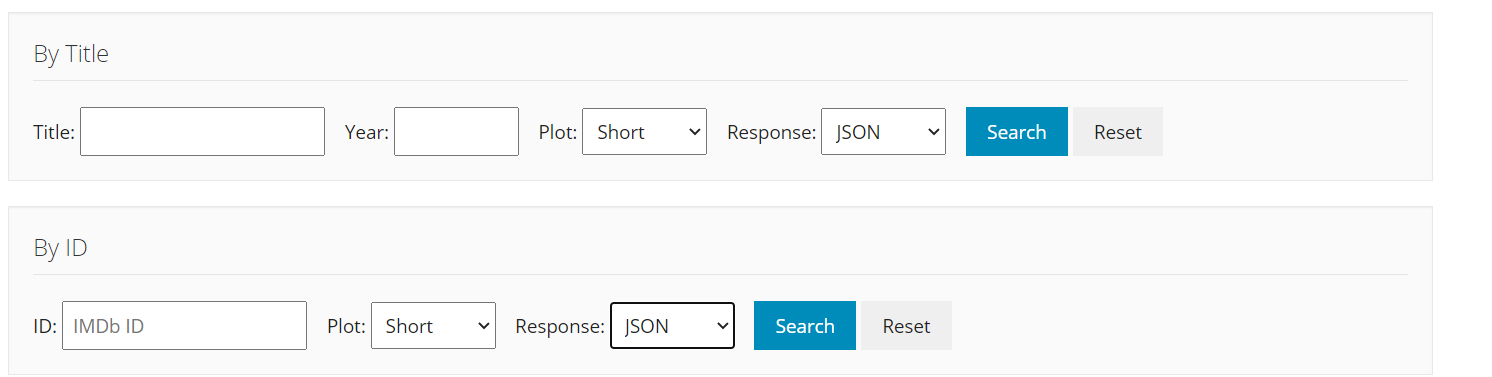 By Title
Title: Year: Plot: Short Response: JSON Search Reset
By ID
ID: IMDb ID Plot: Short Response: JSON Search Reset